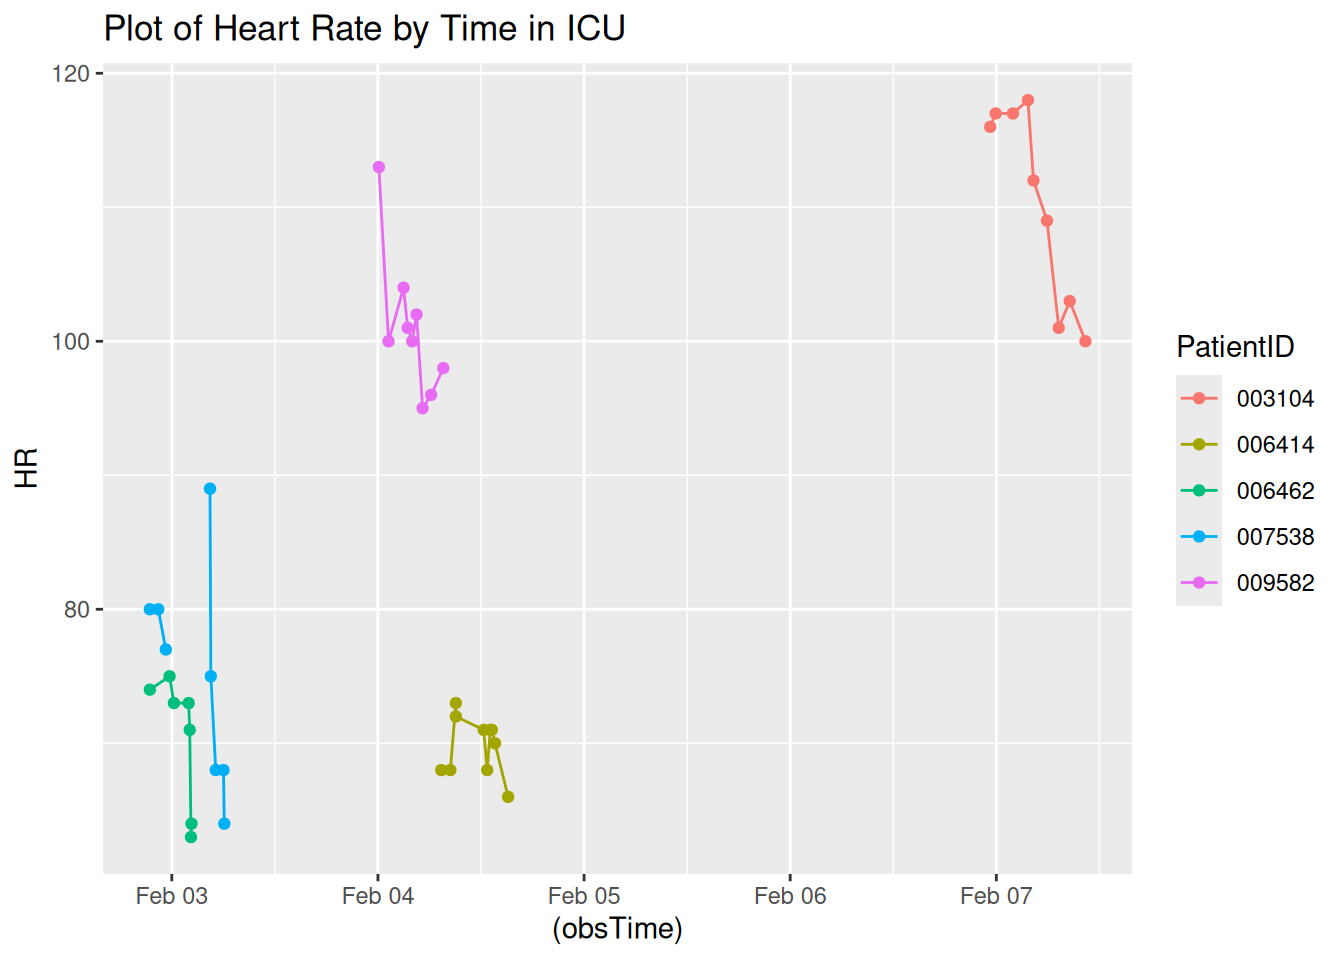 Plot of Heart Rate by Time in ICU
120
100
80
HR
Feb 03
Feb 04
Feb 05
Feb 06
Feb 07
(obsTime)
PatientID
003104
006414
006462
007538
009582